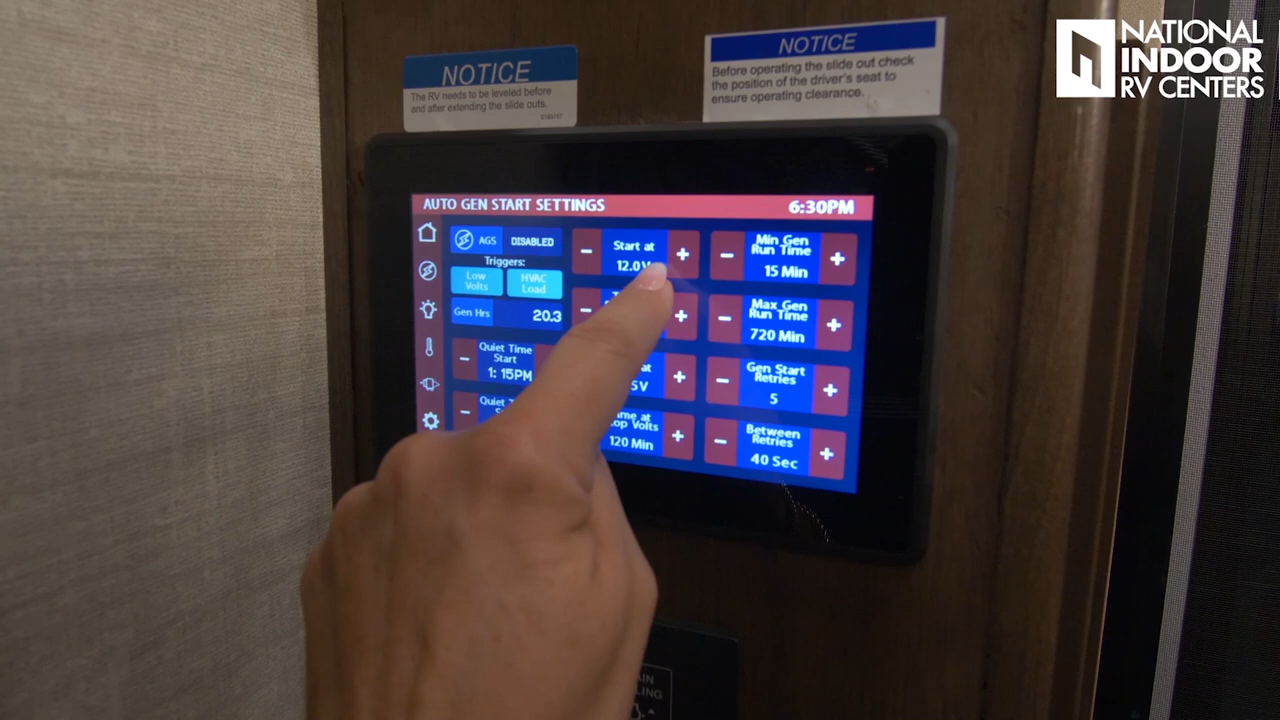 NATIONAL
INDOOR
RV CENTERS
NOTICE
The RV needs to be leveled before
and after extending the slide outs.
NOTICE
Before operating the slide out check
the position of the driver's seat to
ensure operating clearance.
AUTO GEN START SETTINGS 6:30PM
AGS DISABLED
Triggers:
Low
Volts
HVAC
Load
Gen Hrs 20.3
Quiet Time
Start
1: 15PM
Quiet
- Start at +
12.0V
120 Min
- Min Gen
Run Time +
15 Min
- Max Gen
Run Time +
720 Min
- Gen Start
Retries +
5
- Between
Retries +
40 Sec